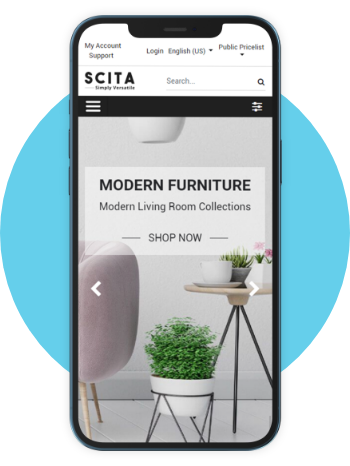 My Account
Support
Login English (US)
Public Pricelist
SCITA
Simply Versatile
Search...
MODERN FURNITURE
Modern Living Room Collections
SHOP NOW